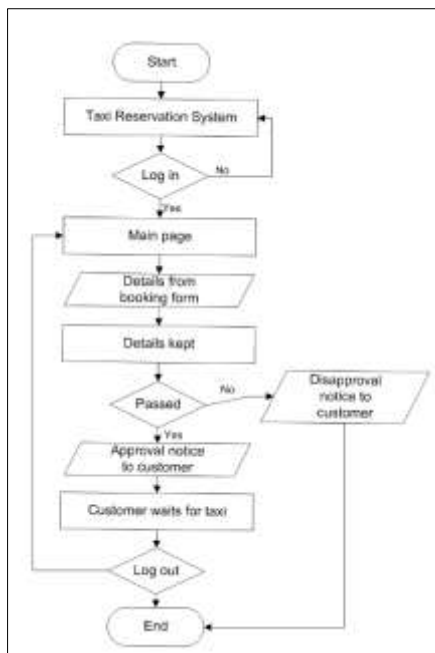 Start
Taxi Reservation System
Log in
No
Yes
Main page
Details from
booking form
Details kept
Passed
No
Disapproval
notice to
customer
Yes
Approval notice
to customer
Customer waits for taxi
Log out
End